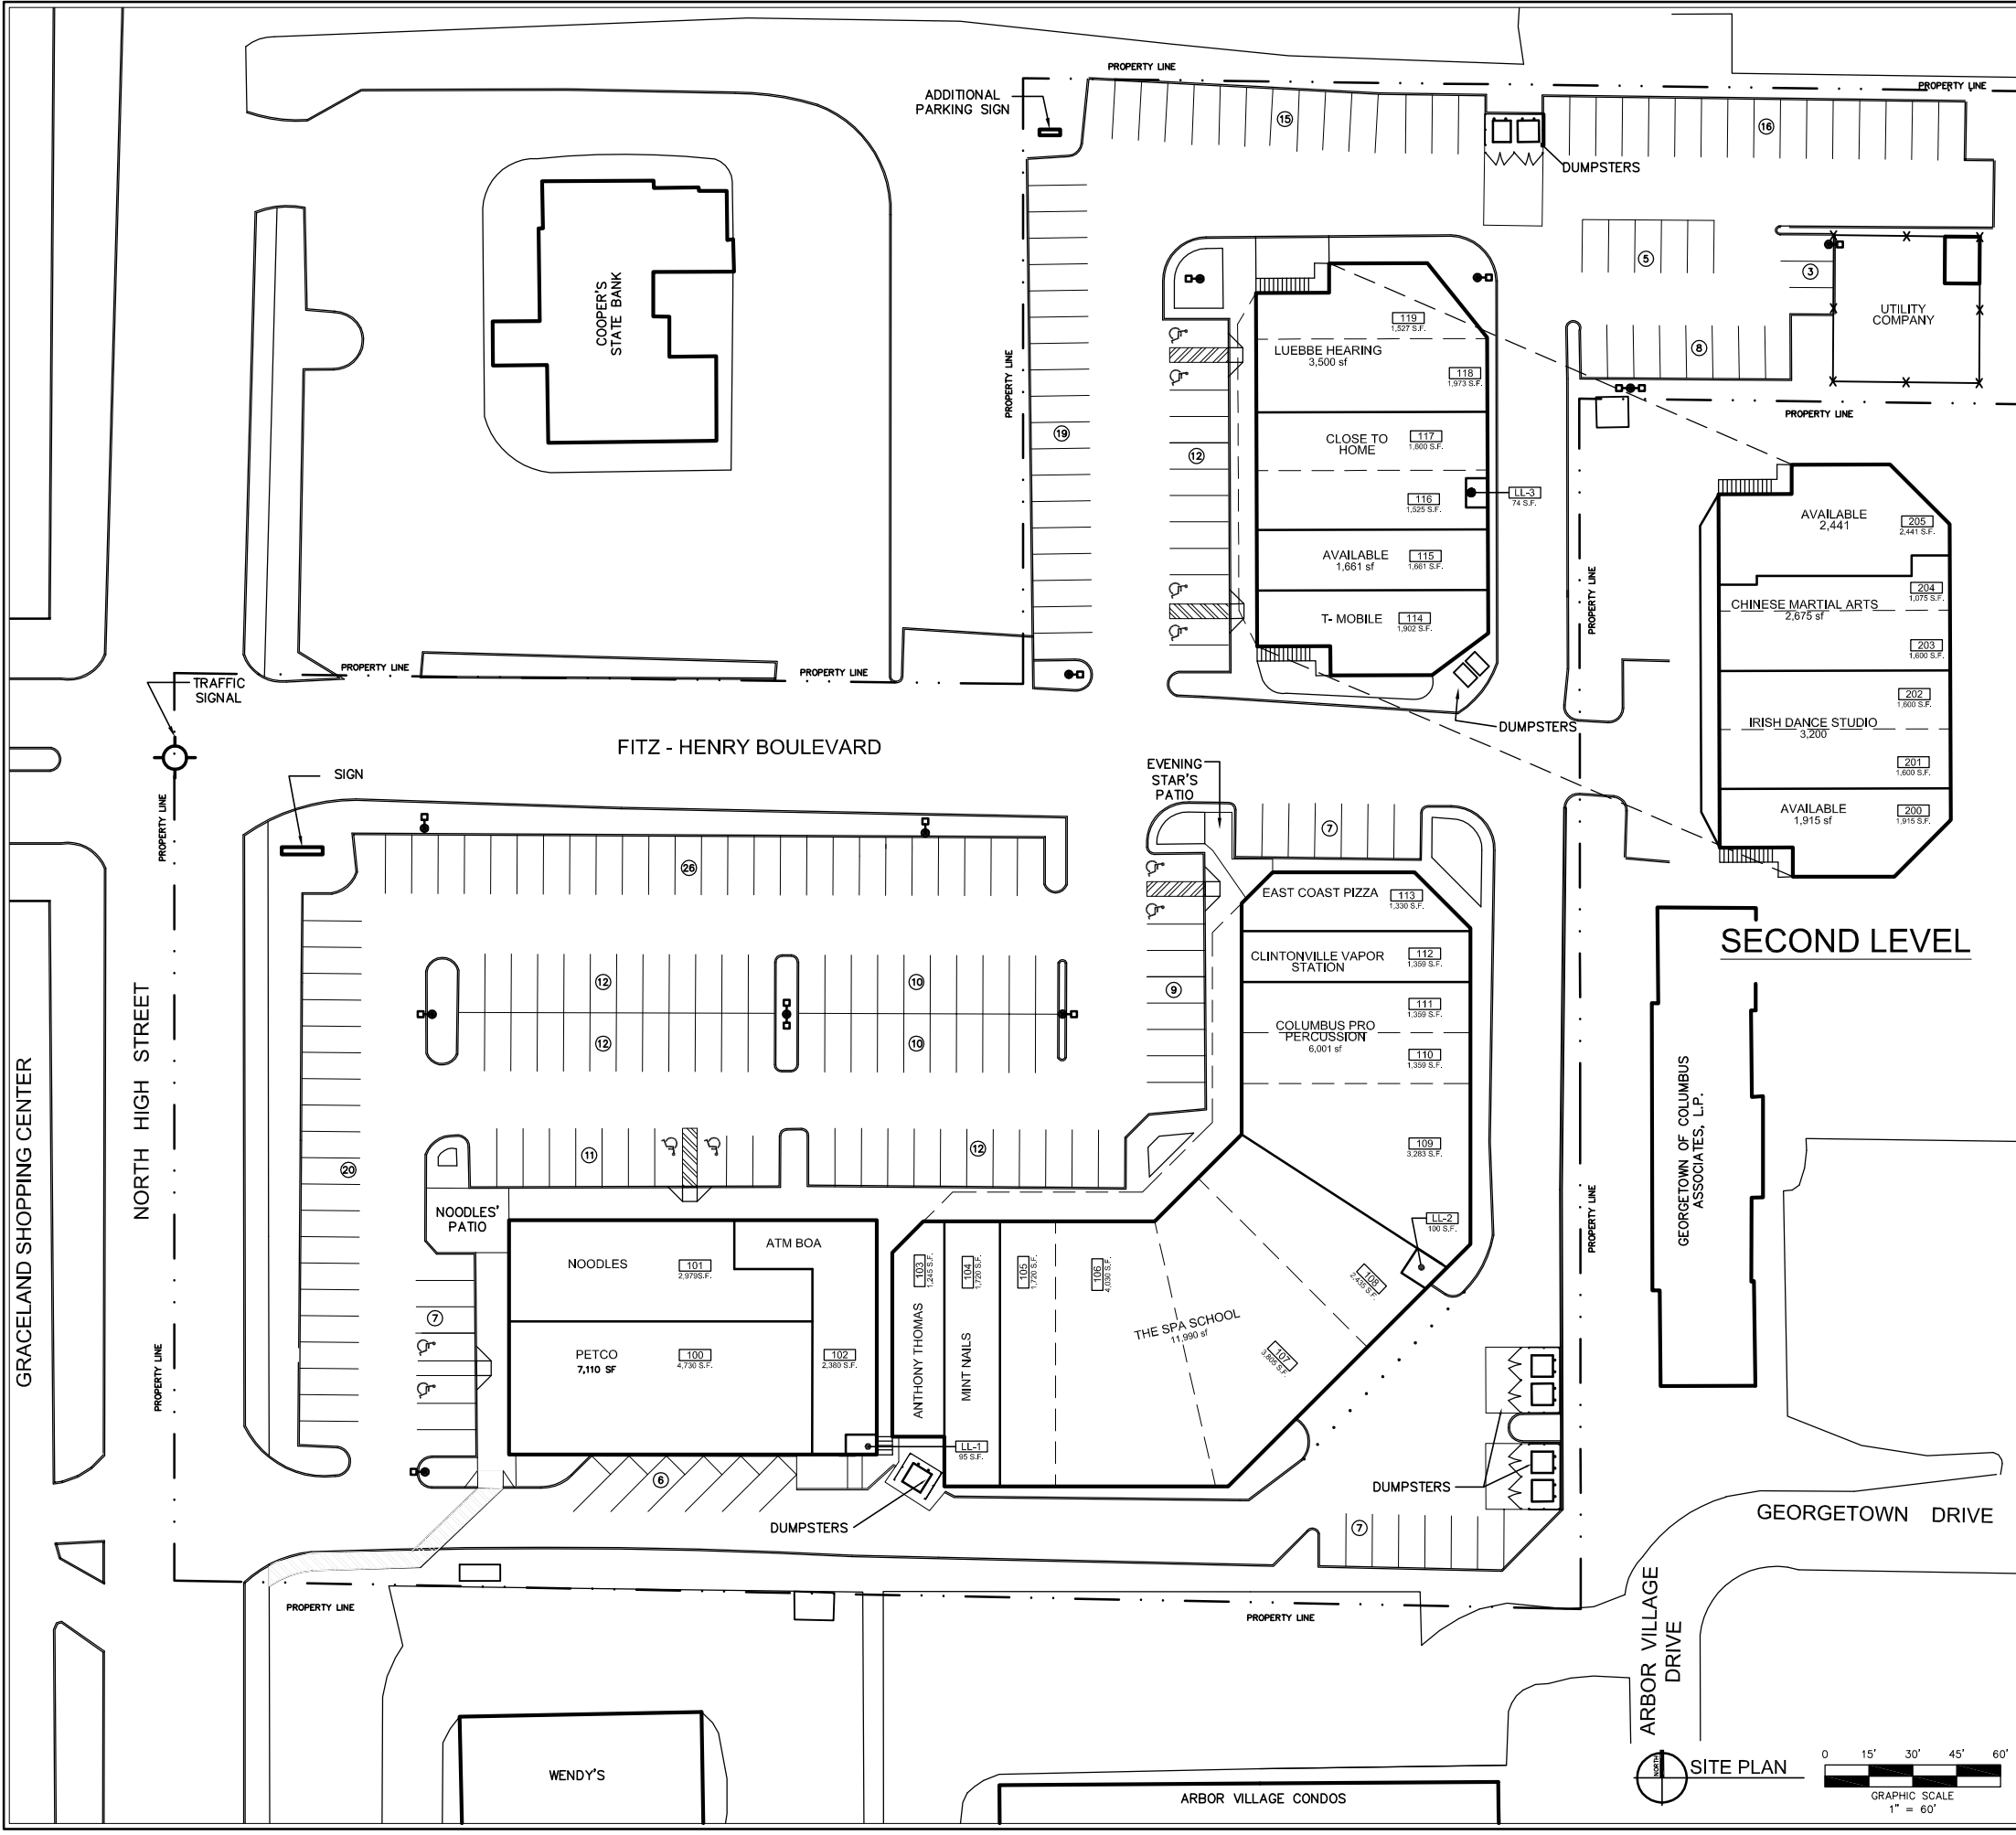 PROPERTY LINE
PROPERTY LINE
ADDITIONAL
PARKING SIGN
15
16
DUMPSTERS
COOPER'S
STATE BANK
PROPERTY LINE
19
12
5
3
8
UTILITY
COMPANY
PROPERTY LINE
119
1,527 S.F.
LUEBBE HEARING
3,500 sf
118
1,973 S.F.
CLOSE TO
HOME
117
1,600 S.F.
116
1,525 S.F.
LL-3
74 S.F.
AVAILABLE
1,661 sf
115
1,661 S.F.
T- MOBILE
114
1,902 S.F.
DUMPSTERS
PROPERTY LINE
AVAILABLE
2,441
205
2,441 S.F.
204
1,075 S.F.
CHINESE MARTIAL ARTS
2,675 sf
203
1,600 S.F.
202
1,600 S.F.
IRISH DANCE STUDIO
3,200
201
1,600 S.F.
AVAILABLE
1,915 sf
200
1,915 S.F.
SECOND LEVEL
PROPERTY LINE
PROPERTY LINE
TRAFFIC
SIGNAL
FITZ - HENRY BOULEVARD
SIGN
PROPERTY LINE
EVENING
STAR'S
PATIO
7
26
EAST COAST PIZZA
113
1,330 S.F.
CLINTONVILLE VAPOR
STATION
112
1,359 S.F.
111
1,359 S.F.
COLUMBUS PRO
PERCUSSION
6,001 sf
110
1,359 S.F.
109
3,283 S.F.
12
10
9
12
10
11
12
20
GRACELAND SHOPPING CENTER
NORTH HIGH STREET
PROPERTY LINE
NOODLES'
PATIO
NOODLES
101
2,979S.F.
ATM BOA
PETCO
7,110 SF
100
4,730 S.F.
102
2,380 S.F.
7
6
103
1,245 S.F.
ANTHONY THOMAS
104
1,720 S.F.
MINT NAILS
105
1,720 S.F.
106
4,030 S.F.
THE SPA SCHOOL
11,990 sf
107
3,805 S.F.
108
2,435 S.F.
LL-2
100 S.F.
LL-1
95 S.F.
DUMPSTERS
DUMPSTERS
7
PROPERTY LINE
GEORGETOWN OF COLUMBUS
ASSOCIATES, L.P.
GEORGETOWN DRIVE
ARBOR VILLAGE
DRIVE
PROPERTY LINE
PROPERTY LINE
WENDY'S
ARBOR VILLAGE CONDOS
NORTH
SITE PLAN
0 15' 30' 45' 60'
GRAPHIC SCALE
1" = 60'